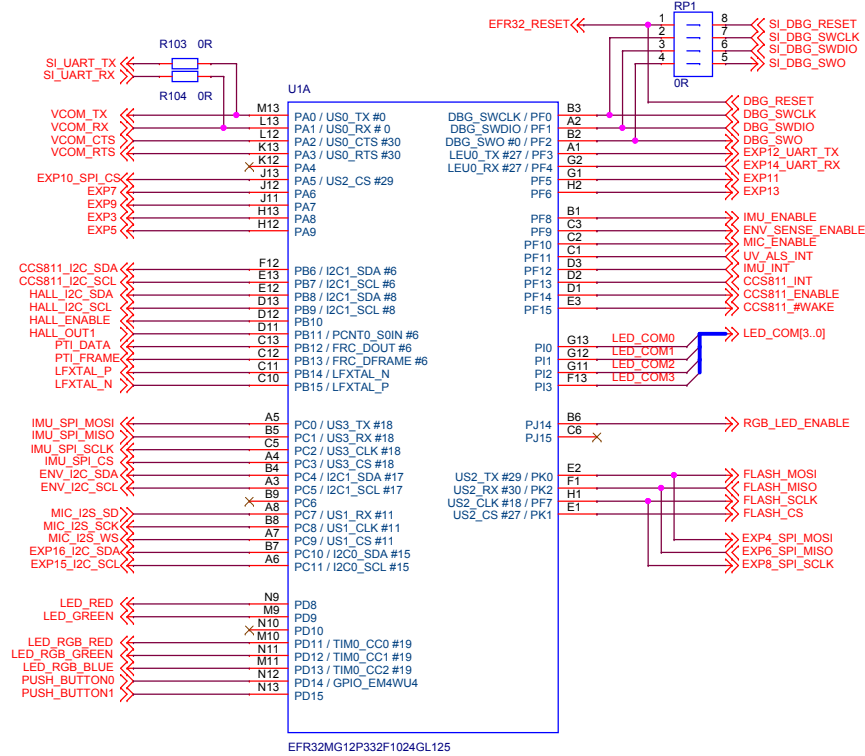 RP1
EFR32_RESET 1 8 SI_DBG_RESET
2 7 SI_DBG_SWCLK
3 6 SI_DBG_SWDIO
4 5 SI_DBG_SWO
0R
R103 0R
SI_UART_TX
SI_UART_RX
R104 0R
U1A
VCOM_TX M13 PA0 / US0_TX #0
VCOM_RX L13 PA1 / US0_RX # 0
VCOM_CTS L12 PA2 / US0_CTS #30
VCOM_RTS K13 PA3 / US0_RTS #30
K12 PA4
EXP10_SPI_CS J13 PA5 / US2_CS #29
EXP7 J12 PA6
EXP9 J11 PA7
EXP3 H13 PA8
EXP5 H12 PA9
CCS811_I2C_SDA F12 PB6 / I2C1_SDA #6
CCS811_I2C_SCL E13 PB7 / I2C1_SCL #6
HALL_I2C_SDA E12 PB8 / I2C1_SDA #8
HALL_I2C_SCL D13 PB9 / I2C1_SCL #8
HALL_ENABLE D12 PB10
HALL_OUT1 D11 PB11 / PCNT0_S0IN #6
PTI_DATA C13 PB12 / FRC_DOUT #6
PTI_FRAME C12 PB13 / FRC_DFRAME #6
LFXTAL_P C11 PB14 / LFXTAL_N
LFXTAL_N C10 PB15 / LFXTAL_P
IMU_SPI_MOSI A5 PC0 / US3_TX #18
IMU_SPI_MISO B5 PC1 / US3_RX #18
IMU_SPI_SCLK C5 PC2 / US3_CLK #18
IMU_SPI_CS A4 PC3 / US3_CS #18
ENV_I2C_SDA B4 PC4 / I2C1_SDA #17
ENV_I2C_SCL A3 PC5 / I2C1_SCL #17
B9 PC6
MIC_I2S_SD A8 PC7 / US1_RX #11
MIC_I2S_SCK B8 PC8 / US1_CLK #11
MIC_I2S_WS A7 PC9 / US1_CS #11
EXP16_I2C_SDA B7 PC10 / I2C0_SDA #15
EXP15_I2C_SCL A6 PC11 / I2C0_SCL #15
LED_RED N9 PD8
LED_GREEN M9 PD9
N10 PD10
LED_RGB_RED M10 PD11 / TIM0_CC0 #19
LED_RGB_GREEN N11 PD12 / TIM0_CC1 #19
LED_RGB_BLUE M11 PD13 / TIM0_CC2 #19
PUSH_BUTTON0 N12 PD14 / GPIO_EM4WU4
PUSH_BUTTON1 N13 PD15
DBG_RESET
DBG_SWCLK / PF0 B3 DBG_SWCLK
DBG_SWDIO / PF1 A2 DBG_SWDIO
DBG_SWO #0 / PF2 B2 DBG_SWO
LEU0_TX #27 / PF3 A1 EXP12_UART_TX
LEU0_RX #27 / PF4 G2 EXP14_UART_RX
PF5 G1 EXP11
PF6 H2 EXP13
PF8 B1 IMU_ENABLE
PF9 C3 ENV_SENSE_ENABLE
PF10 C2 MIC_ENABLE
PF11 C1 UV_ALS_INT
PF12 D3 IMU_INT
PF13 D2 CCS811_INT
PF14 D1 CCS811_ENABLE
PF15 E3 CCS811_#WAKE
PI0 G13 LED_COM0 LED_COM[3..0]
PI1 G12 LED_COM1
PI2 G11 LED_COM2
PI3 F13 LED_COM3
PJ14 B6 RGB_LED_ENABLE
PJ15 C6
US2_TX #29 / PK0 E2 FLASH_MOSI
US2_RX #30 / PK2 F1 FLASH_MISO
US2_CLK #18 / PF7 H1 FLASH_SCLK
US2_CS #27 / PK1 E1 FLASH_CS
EXP4_SPI_MOSI
EXP6_SPI_MISO
EXP8_SPI_SCLK
EFR32MG12P332F1024GL125